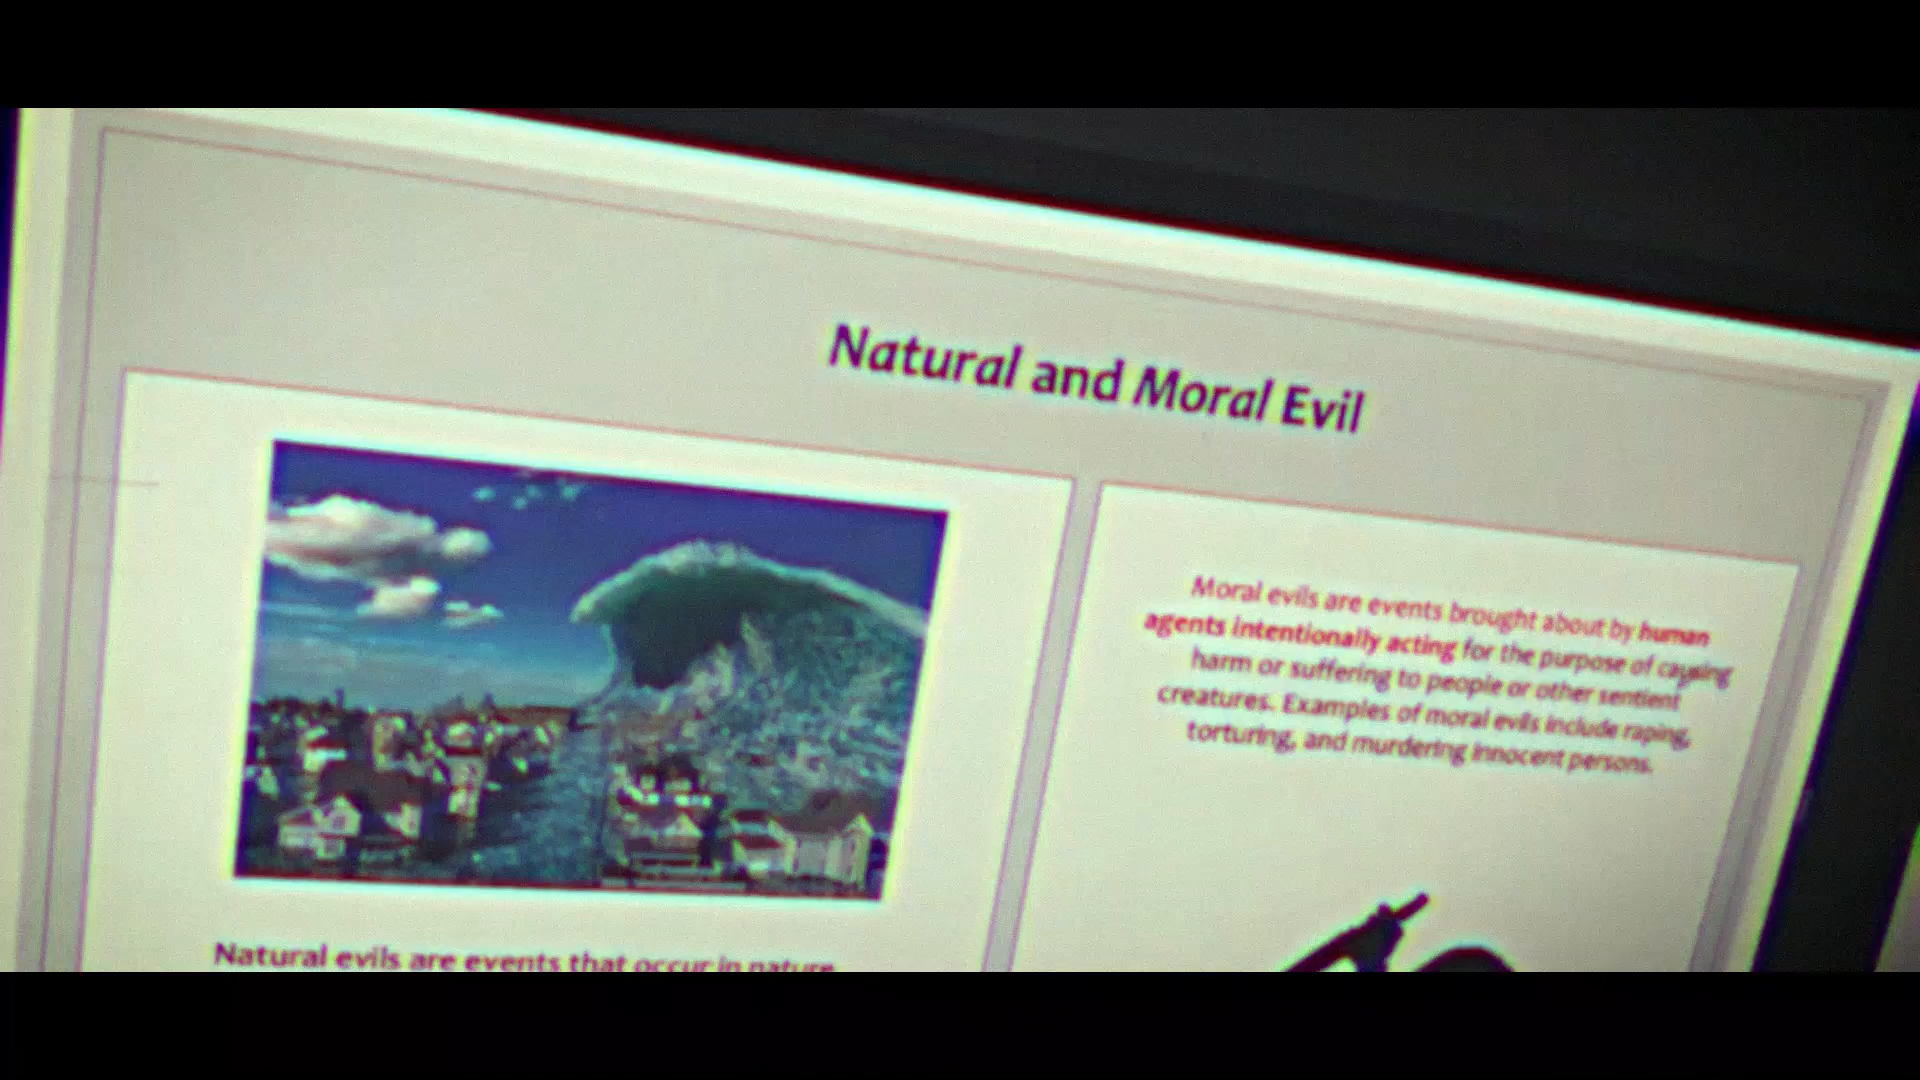 Natural and Moral Evil
Moral evils are events brought about by human
agents intentionally acting for the purpose of causing
harm or suffering to people or other sentient
creatures. Examples of moral evils include raping,
torturing, and murdering innocent persons.
Natural evils are events that occur in nature